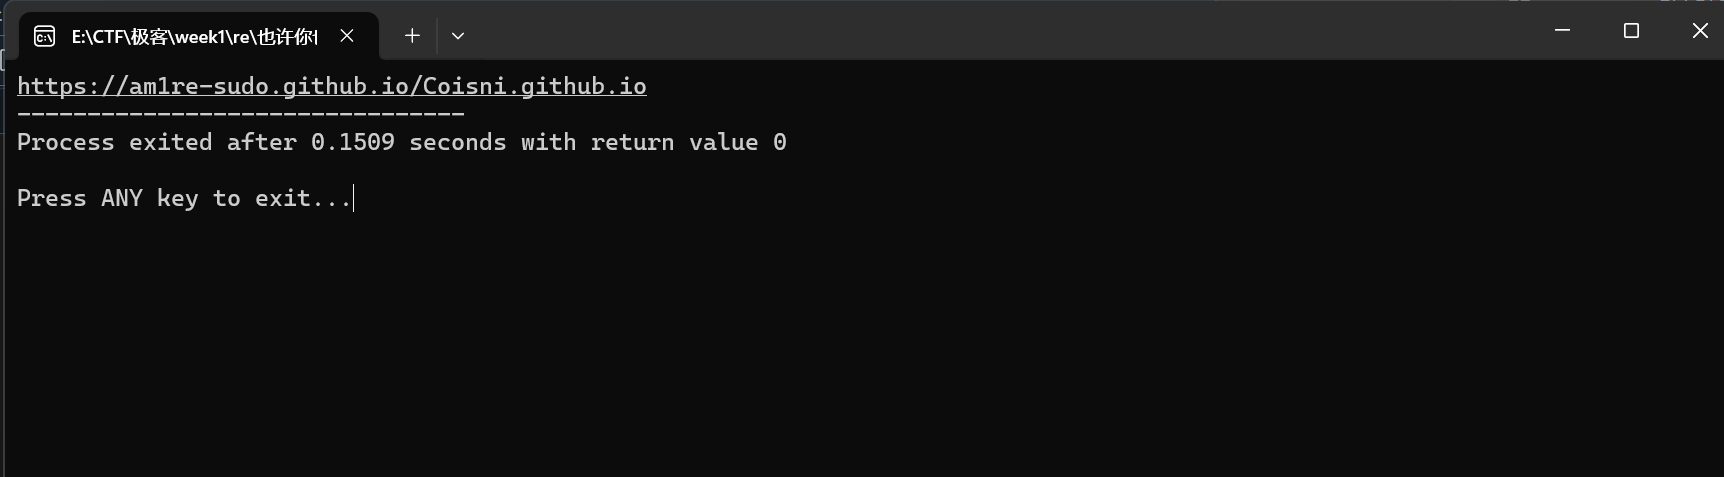 E:\CTF\极客\week1\re\也许你
https://am1re-sudo.github.io/Coisni.github.io
--------------------------------
Process exited after 0.1509 seconds with return value 0
Press ANY key to exit...